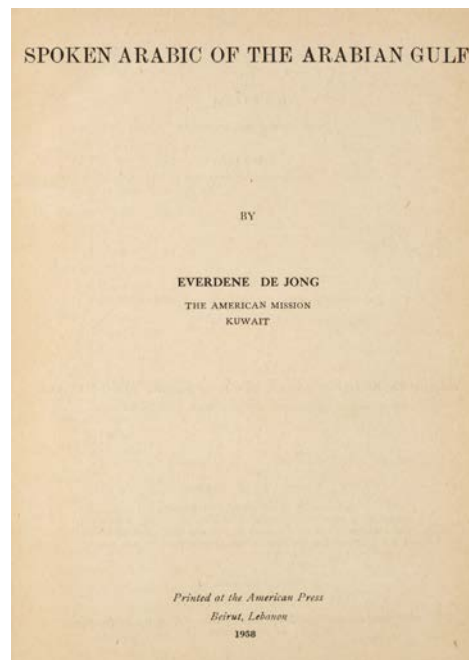 SPOKEN ARABIC OF THE ARABIAN GULF
BY
EVERDENE DE JONG
THE AMERICAN MISSION
KUWAIT
Printed at the American Press
Beirut, Lebanon
1958